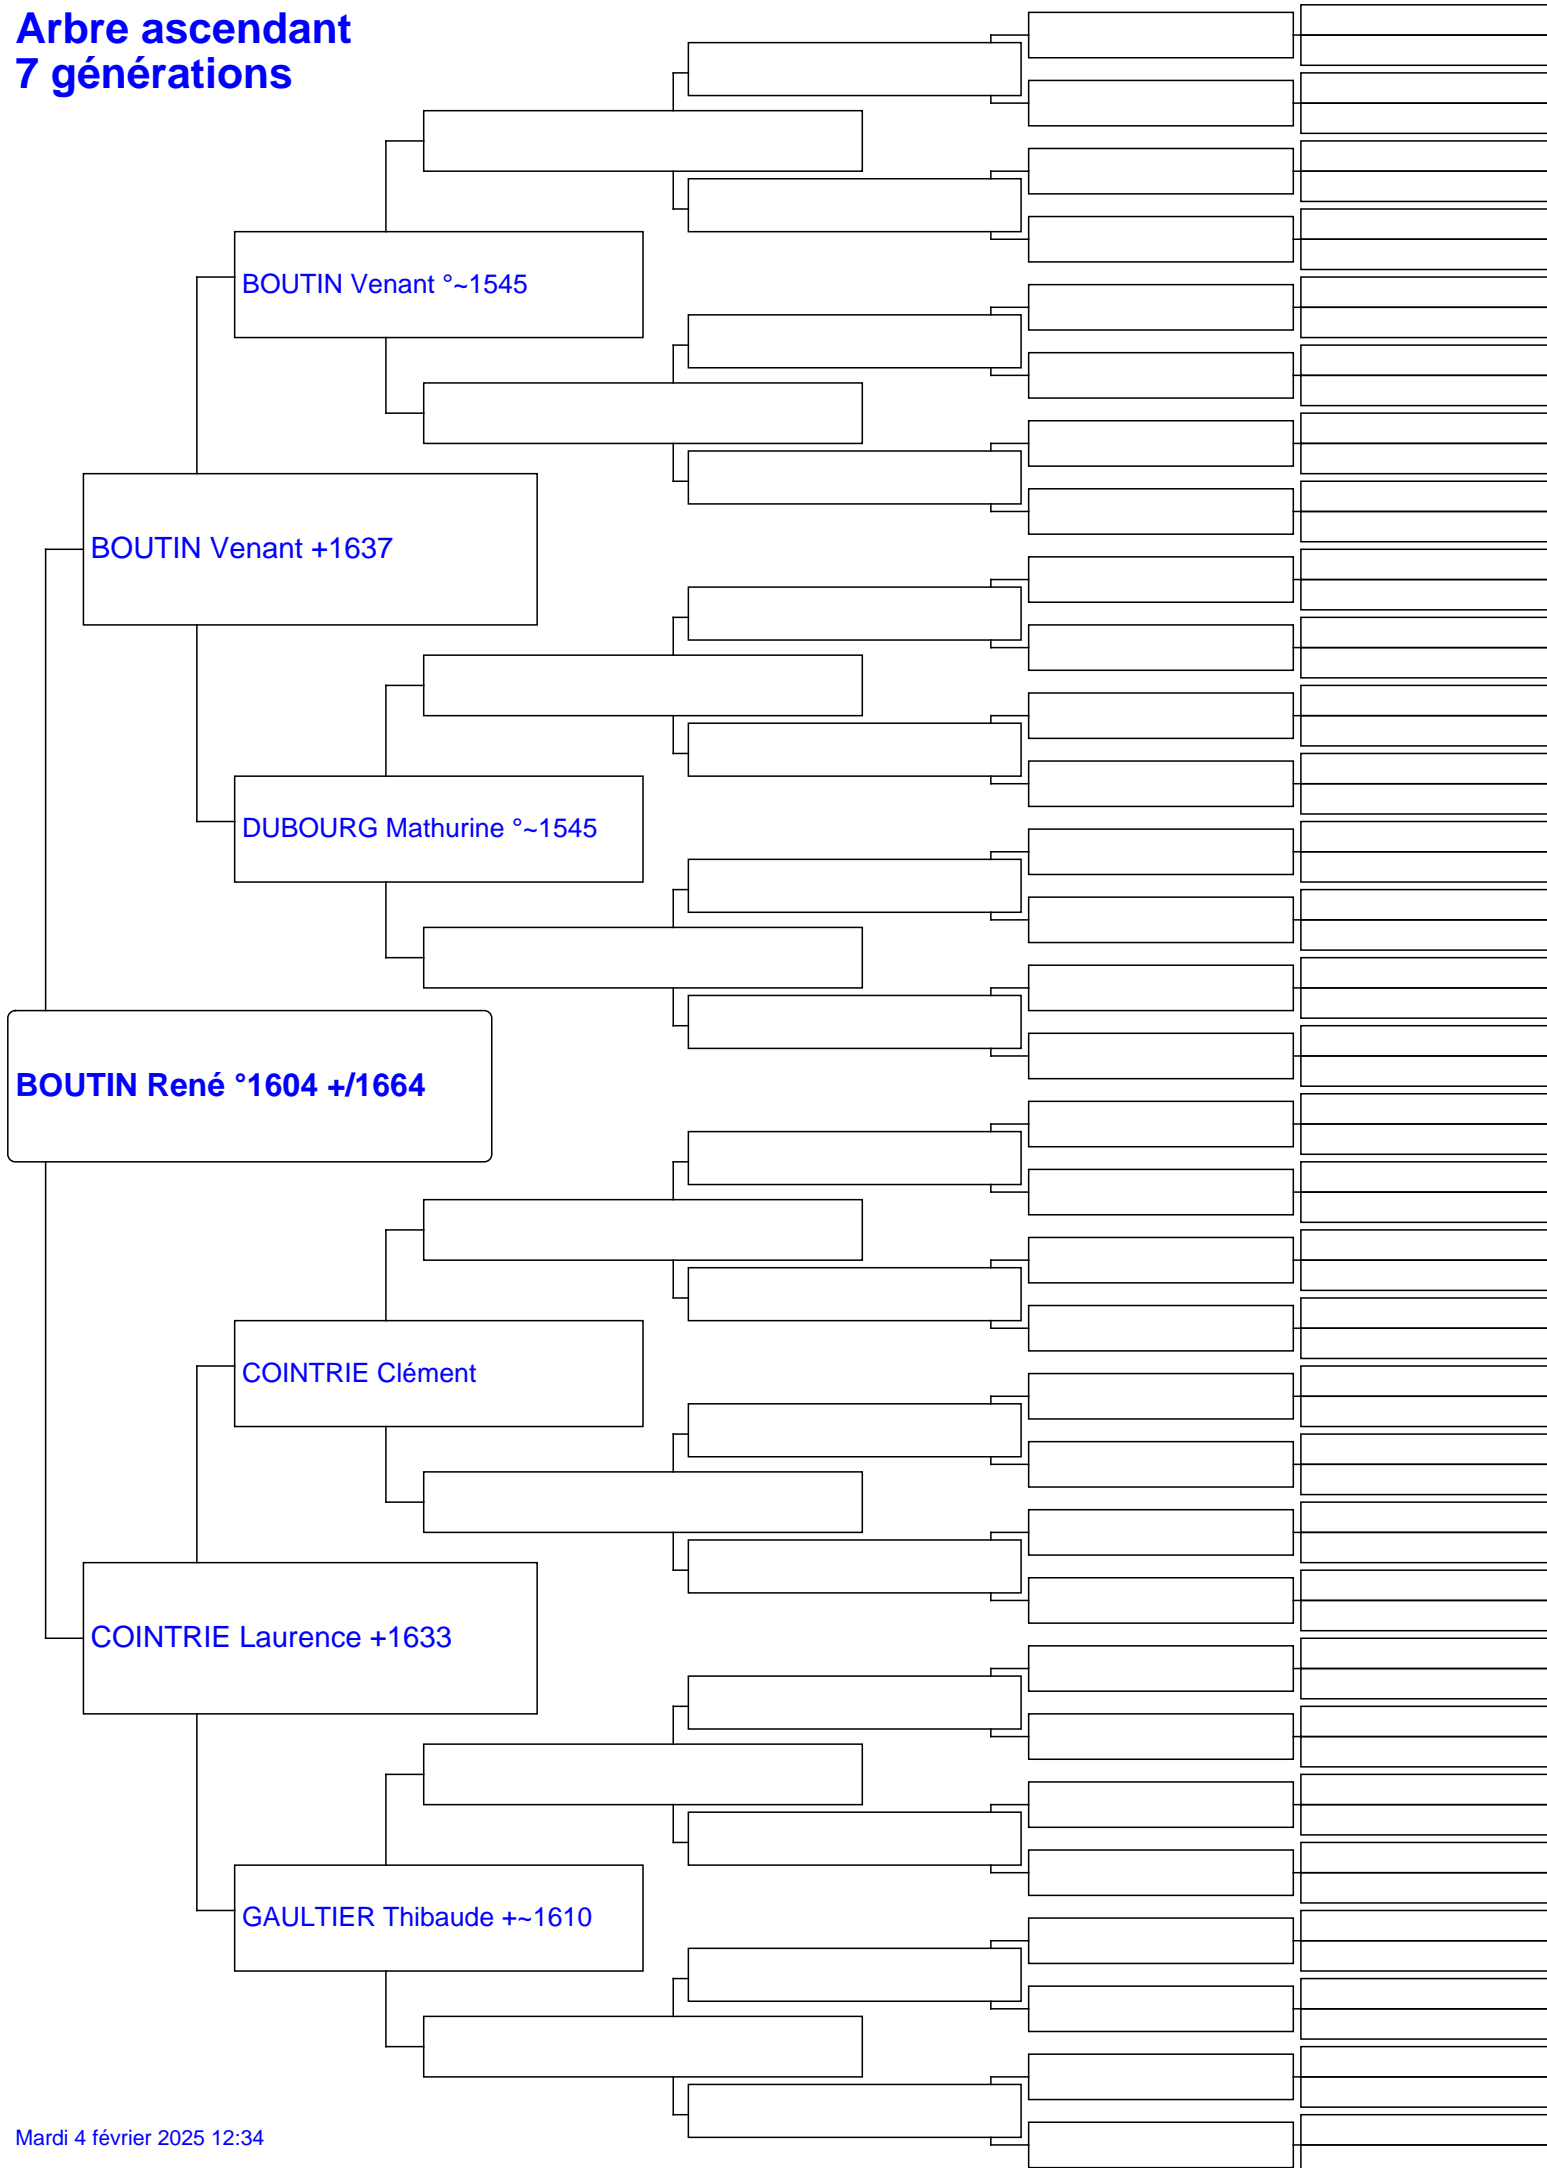 Arbre ascendant
7 générations
BOUTIN Venant °~1545
BOUTIN Venant +1637
DUBOURG Mathurine °~1545
BOUTIN René °1604 +/1664
COINTRIE Clément
COINTRIE Laurence +1633
GAULTIER Thibaude +~1610
Mardi 4 février 2025 12:34